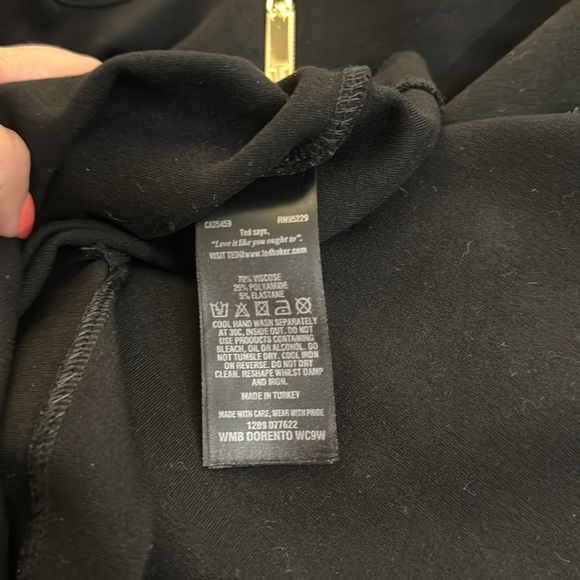 CA25459 RN95229
Ted says,
"Love it like you ought to".
VISIT TED@www.tedbaker.com
70% VISCOSE
25% POLYAMIDE
5% ELASTANE
COOL HAND WASH SEPARATELY
AT 30C, INSIDE OUT. DO NOT
USE PRODUCTS CONTAINING
BLEACH, OIL OR ALCOHOL. DO
NOT TUMBLE DRY. COOL IRON
ON REVERSE. DO NOT DRY
CLEAN. RESHAPE WHILST DAMP
AND IRON.
MADE IN TURKEY
MADE WITH CARE, WEAR WITH PRIDE
1209 077622
WMB DORENTO WC9W